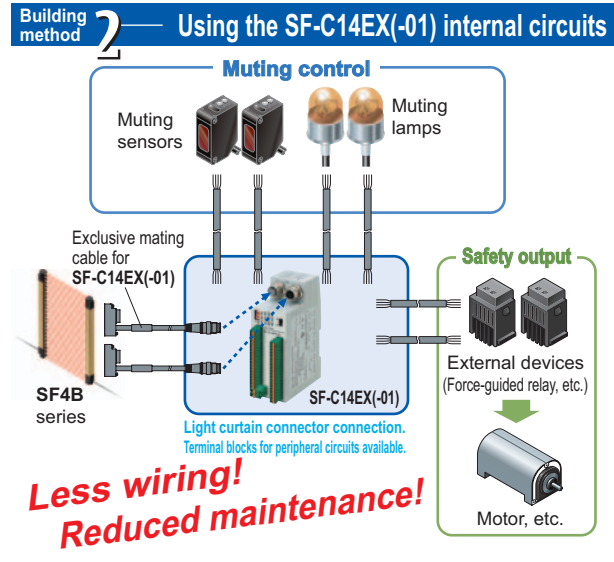 Building
method
2
Using the SF-C14EX(-01) internal circuits
Muting control
Muting
sensors
Muting
lamps
Exclusive mating
cable for
SF-C14EX(-01)
Safety output
SF4B
series
SF-C14EX(-01)
External devices
(Force-guided relay, etc.)
Light curtain connector connection.
Terminal blocks for peripheral circuits available.
Motor, etc.
Less wiring!
Reduced maintenance!